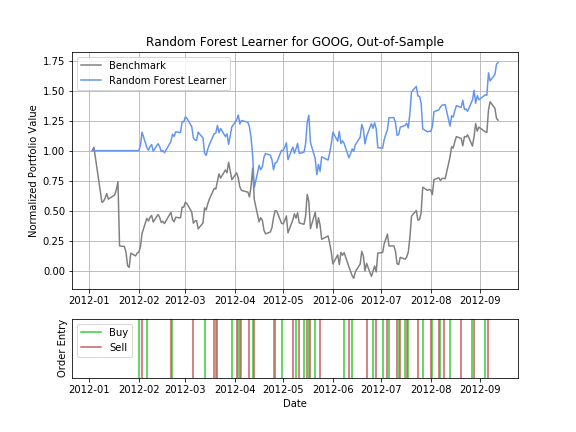 Random Forest Learner for GOOG, Out-of-Sample
Normalized Portfolio Value
1.75
1.50
1.25
1.00
0.75
0.50
0.25
0.00
Benchmark
Random Forest Learner
2012-01 2012-02 2012-03 2012-04 2012-05 2012-06 2012-07 2012-08 2012-09
Order Entry
Buy
Sell
2012-01 2012-02 2012-03 2012-04 2012-05 2012-06 2012-07 2012-08 2012-09
Date